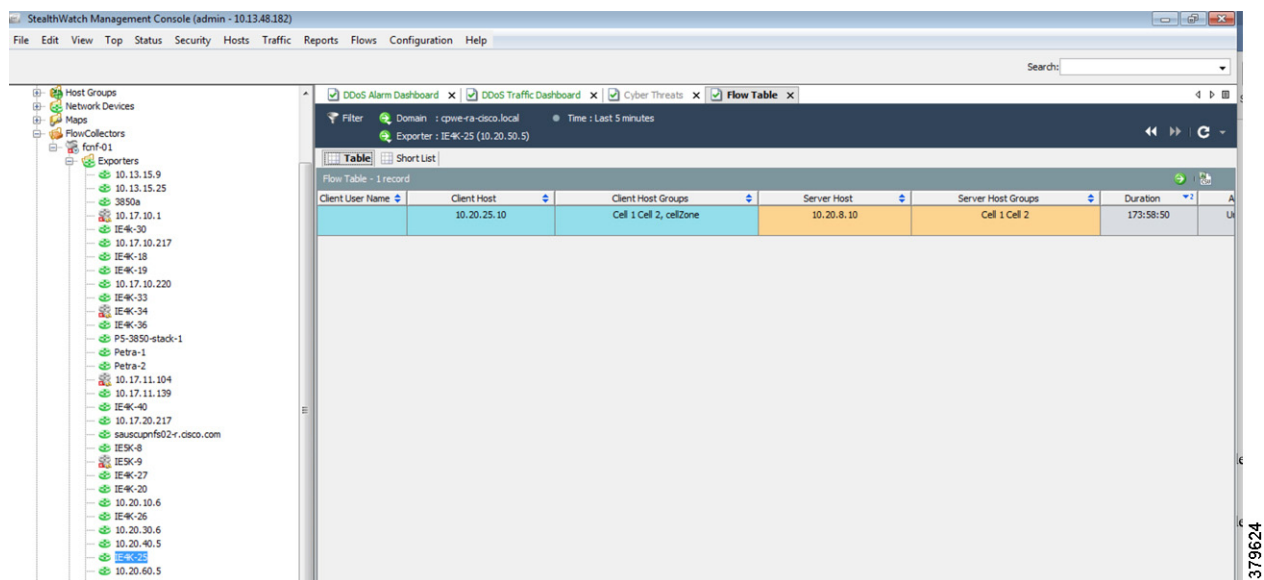 StealthWatch Management Console (admin - 10.13.48.182)
File Edit View Top Status Security Hosts Traffic Reports Flows Configuration Help
Search:
Host Groups
Network Devices
Maps
FlowCollectors
fcnf-01
Exporters
10.13.15.9
10.13.15.25
3850a
10.17.10.1
IE4k-30
10.17.10.217
IE4K-18
IE4K-19
10.17.10.220
IE4K-33
IE4K-34
IE4K-36
P5-3850-stack-1
Petra-1
Petra-2
10.17.11.104
10.17.11.139
IE4K-40
10.17.20.217
sauscupnfs02-r.cisco.com
IE5K-8
IE5K-9
IE4K-27
IE4K-20
10.20.10.6
IE4K-26
10.20.30.6
10.20.40.5
IE4K-25
10.20.60.5
DDoS Alarm Dashboard x DDoS Traffic Dashboard x Cyber Threats x Flow Table x
Filter Domain : cpwe-ra-cisco.local Time : Last 5 minutes
Exporter : IE4K-25 (10.20.50.5)
Table Short List
Flow Table - 1 record
Client User Name Client Host Client Host Groups Server Host Server Host Groups Duration 2 A
10.20.25.10 Cell 1 Cell 2, cellZone 10.20.8.10 Cell 1 Cell 2 173:58:50
379624